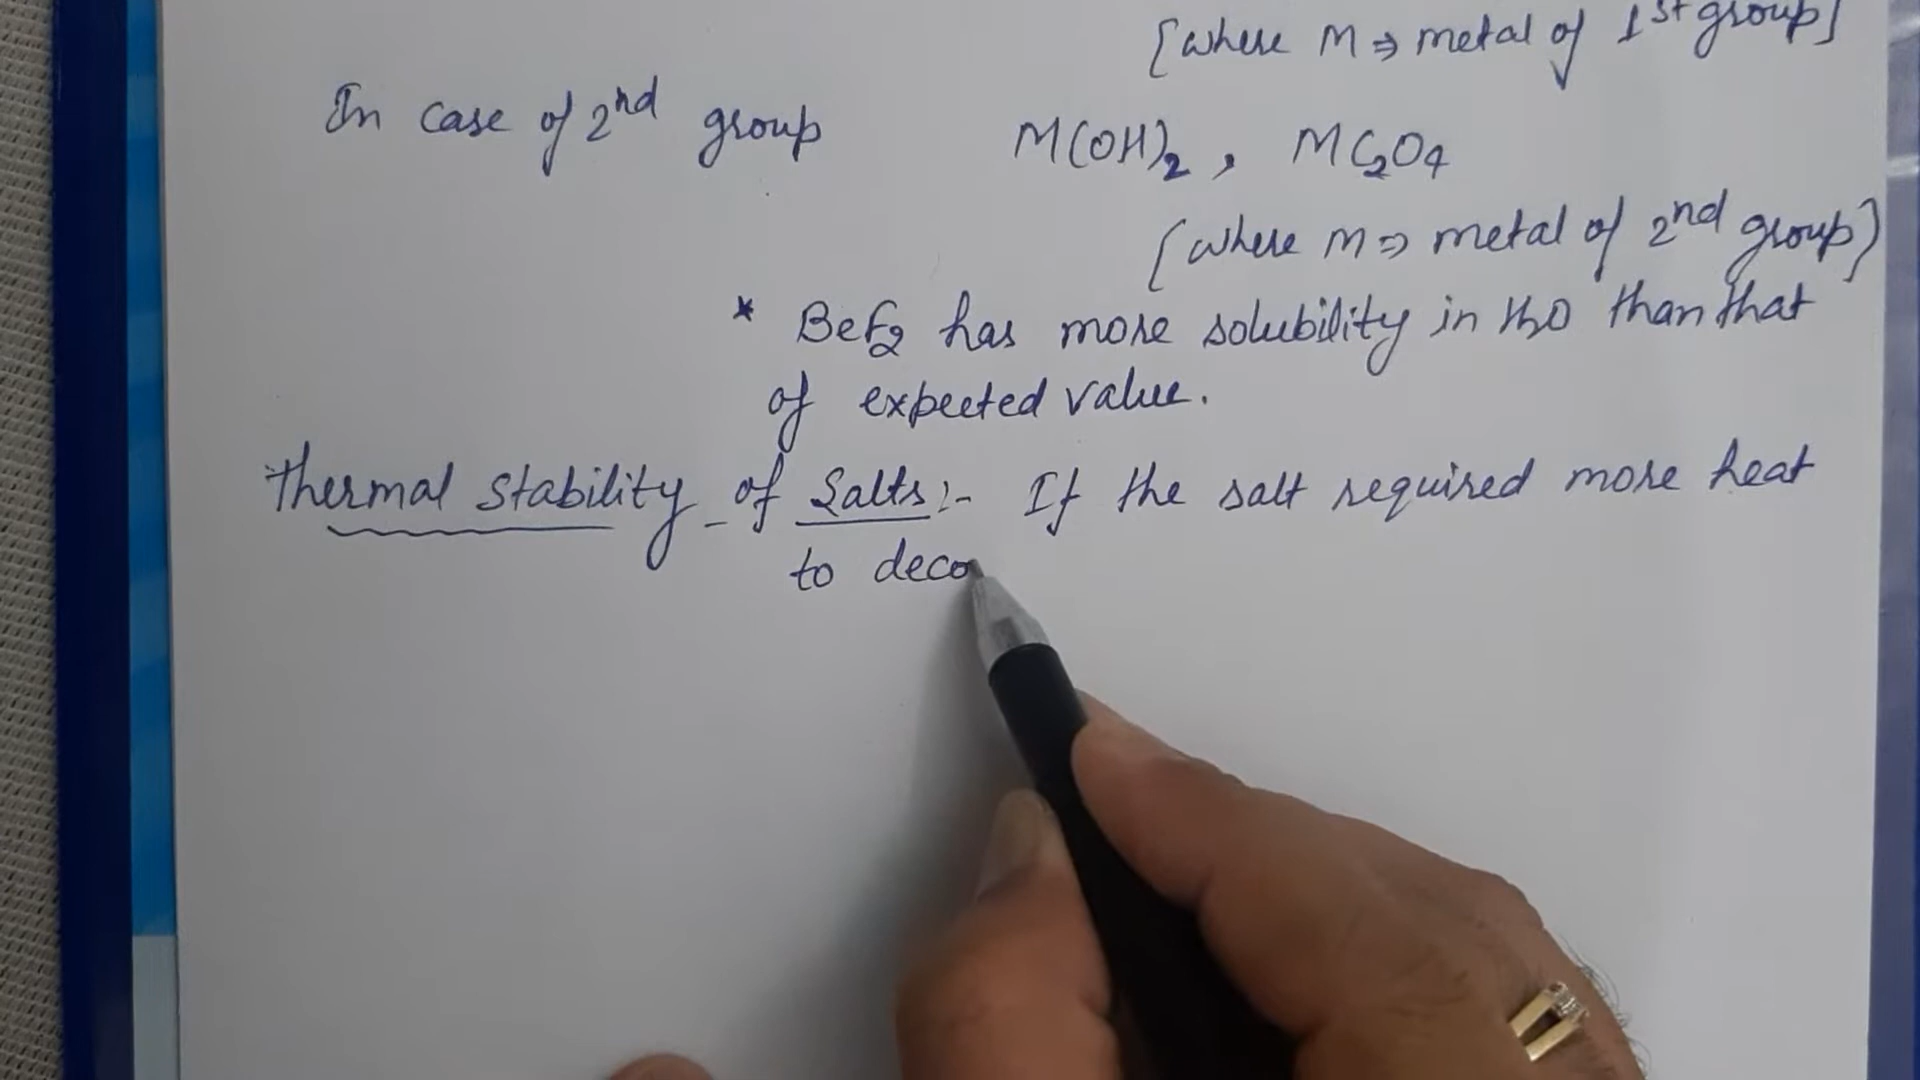 [where M ⇒ metal of 1st group]
In case of 2nd group M(OH)2, MC2O4
[where M ⇒ metal of 2nd group]
* BeF2 has more solubility in H2O than that
of expected value.
Thermal stability of Salts:- If the salt required more heat
to deco